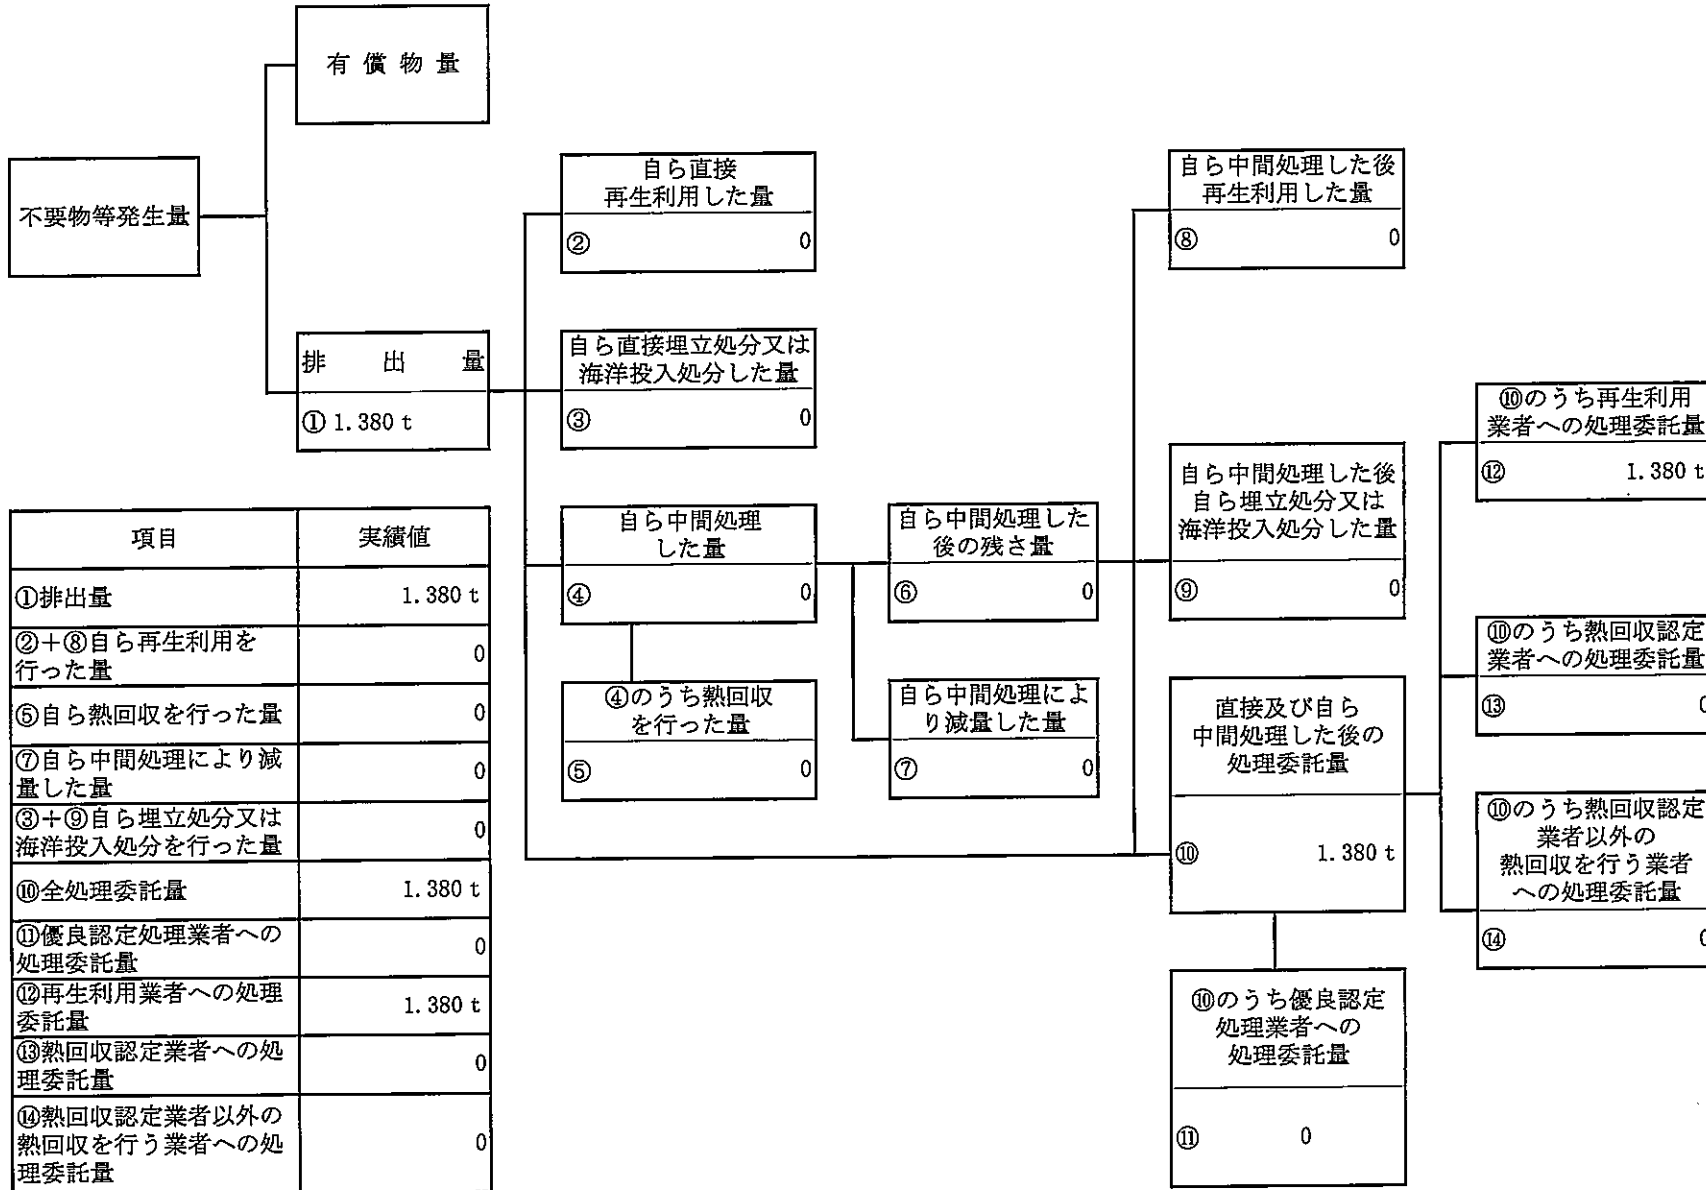 有 償 物 量
不要物等発生量
排 出 量
① 1.380 t
自ら直接
再生利用した量
② 0
自ら直接埋立処分又は
海洋投入処分した量
③ 0
自ら中間処理
した量
④ 0
④のうち熱回収
を行った量
⑤ 0
自ら中間処理した
後の残さ量
⑥ 0
自ら中間処理によ
り減量した量
⑦ 0
自ら中間処理した後
再生利用した量
⑧ 0
自ら中間処理した後
自ら埋立処分又は
海洋投入処分した量
⑨ 0
直接及び自ら
中間処理した後の
処理委託量
⑩ 1.380 t
⑩のうち優良認定
処理業者への
処理委託量
⑪ 0
⑩のうち再生利用
業者への処理委託量
⑫ 1.380 t
⑩のうち熱回収認定
業者への処理委託量
⑬ 0
⑩のうち熱回収認定
業者以外の
熱回収を行う業者
への処理委託量
⑭ 0
項目 実績値
①排出量 1.380 t
②+⑧自ら再生利用を
行った量 0
⑤自ら熱回収を行った量 0
⑦自ら中間処理により減
量した量 0
③+⑨自ら埋立処分又は
海洋投入処分を行った量 0
⑩全処理委託量 1.380 t
⑪優良認定処理業者への
処理委託量 0
⑫再生利用業者への処理
委託量 1.380 t
⑬熱回収認定業者への処
理委託量 0
⑭熱回収認定業者以外の
熱回収を行う業者への処
理委託量 0